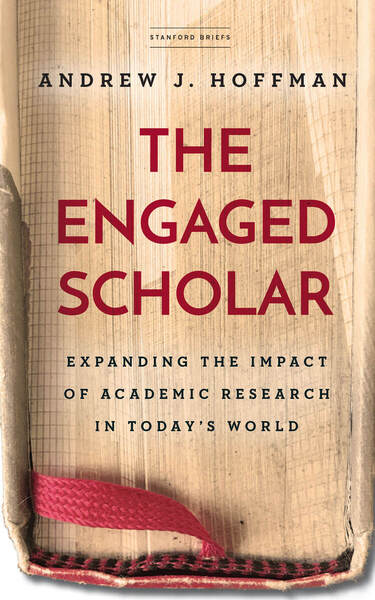 STANFORD BRIEFS
ANDREW J. HOFFMAN
THE
ENGAGED
SCHOLAR
EXPANDING THE IMPACT
OF ACADEMIC RESEARCH
IN TODAY'S WORLD